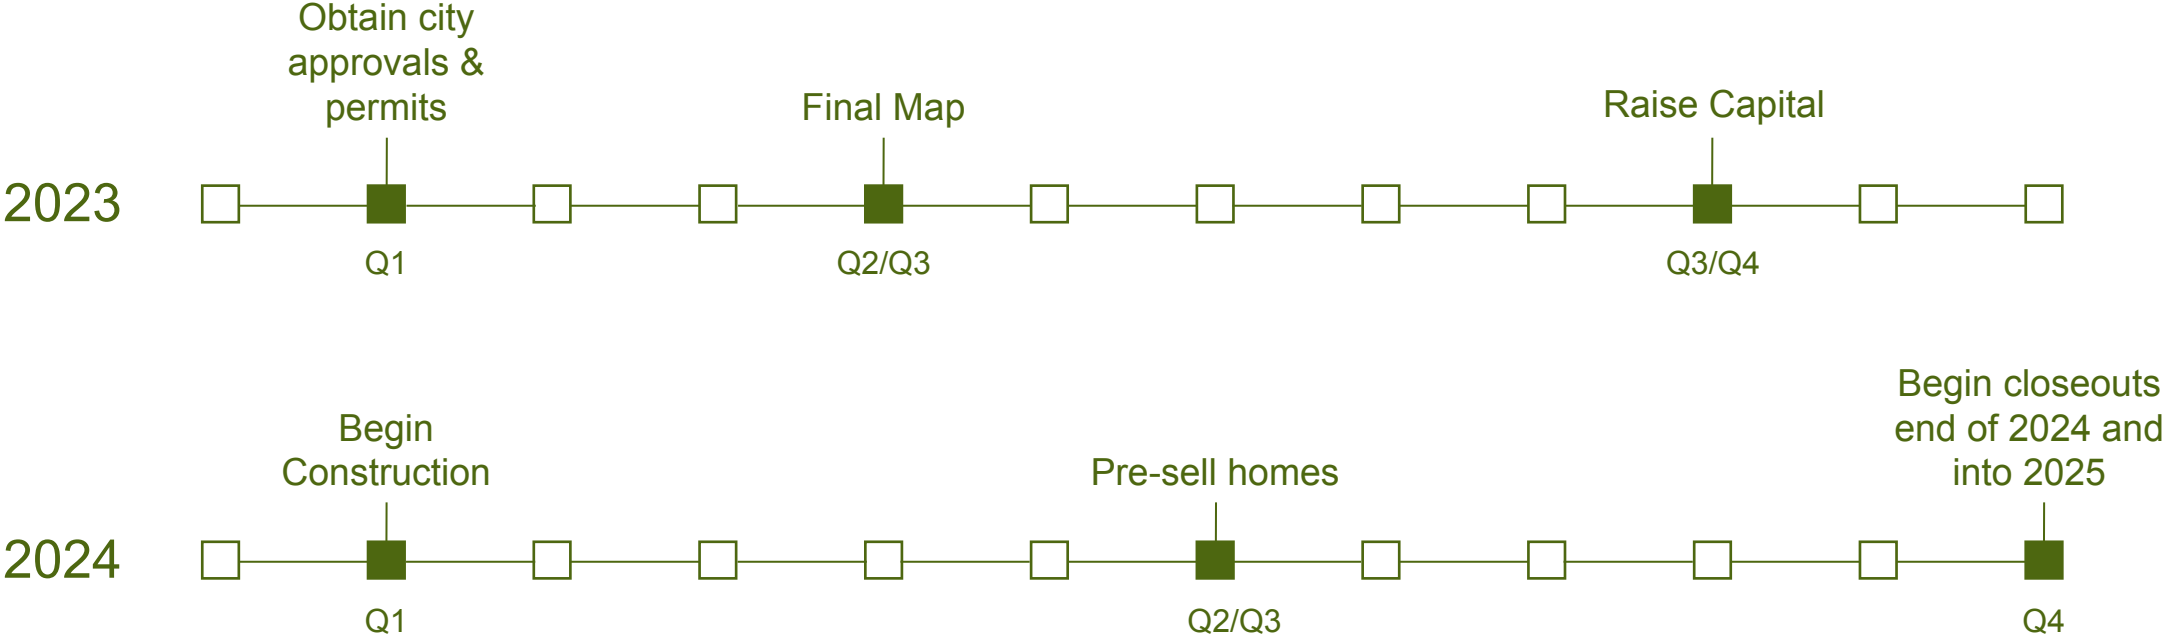 Obtain city
approvals &
permits
Final Map
Raise Capital
2023
Q1
Q2/Q3
Q3/Q4
Begin
Construction
Pre-sell homes
Begin closeouts
end of 2024 and
into 2025
2024
Q1
Q2/Q3
Q4